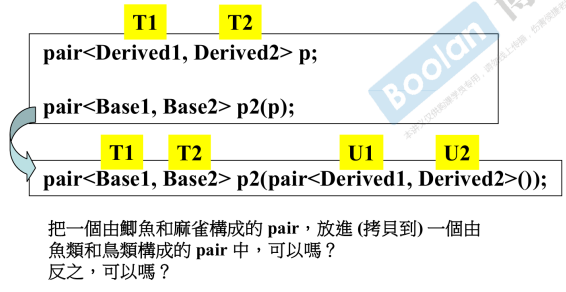 T1 T2
pair<Derived1, Derived2> p;
pair<Base1, Base2> p2(p);
T1 T2 U1 U2
pair<Base1, Base2> p2(pair<Derived1, Derived2>());
把一個由鯽魚和麻雀構成的 pair，放進 (拷貝到) 一個由
魚類和鳥類構成的 pair 中，可以嗎？
反之，可以嗎？
Boolan